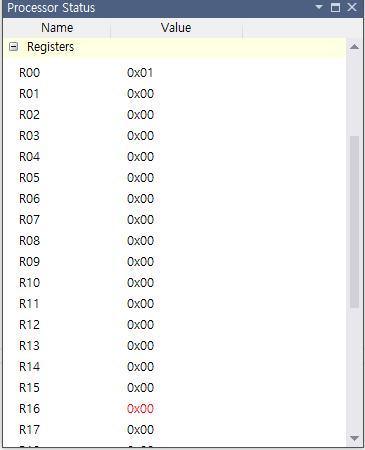 Processor Status
Name Value
Registers
R00 0x01
R01 0x00
R02 0x00
R03 0x00
R04 0x00
R05 0x00
R06 0x00
R07 0x00
R08 0x00
R09 0x00
R10 0x00
R11 0x00
R12 0x00
R13 0x00
R14 0x00
R15 0x00
R16 0x00
R17 0x00